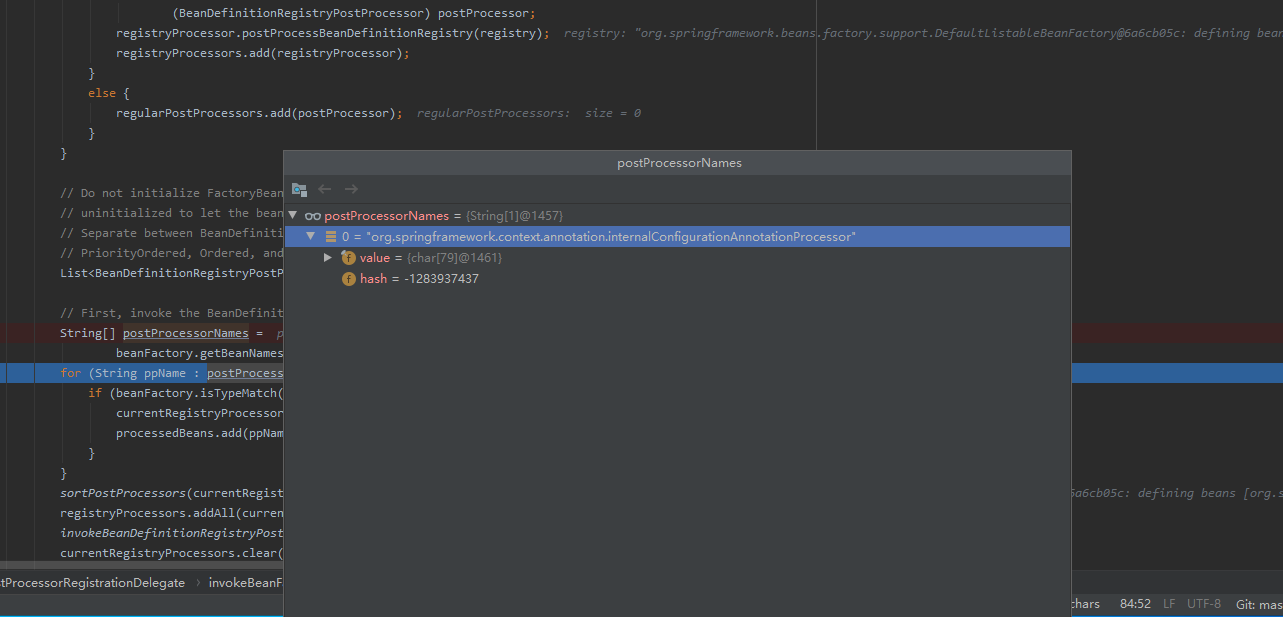 (BeanDefinitionRegistryPostProcessor) postProcessor;
registryProcessor.postProcessBeanDefinitionRegistry(registry); registry: "org.springframework.beans.factory.support.DefaultListableBeanFactory@6a6cb05c: defining bean
registryProcessors.add(registryProcessor);
}
else {
regularPostProcessors.add(postProcessor); regularPostProcessors: size = 0
}
}
postProcessorNames
// Do not initialize FactoryBean
// uninitialized to let the bean
// Separate between BeanDefiniti
// PriorityOrdered, Ordered, and
List<BeanDefinitionRegistryPostP
// First, invoke the BeanDefinit
String[] postProcessorNames = p
beanFactory.getBeanNames
for (String ppName : postProcess
if (beanFactory.isTypeMatch(
currentRegistryProcessor
processedBeans.add(ppNam
}
}
sortPostProcessors(currentRegist
registryProcessors.addAll(curren
invokeBeanDefinitionRegistryPost
currentRegistryProcessors.clear(
postProcessorNames = {String[1]@1457}
0 = "org.springframework.context.annotation.internalConfigurationAnnotationProcessor"
f value = {char[79]@1461}
f hash = -1283937437
6a6cb05c: defining beans [org.s
tProcessorRegistrationDelegate › invokeBeanF
chars 84:52 LF UTF-8 Git: mas